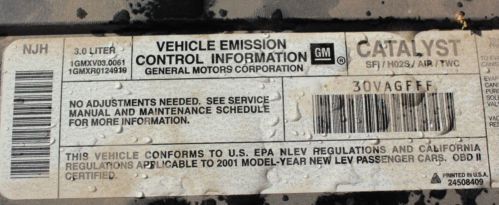 NJH
3.0 LITER
1GMXV03.0061
1GMXR0124919
VEHICLE EMISSION
CONTROL INFORMATION
GENERAL MOTORS CORPORATION
GM ®
CATALYST
SFI / HO2S / AIR / TWC
30VAGFFF
NO ADJUSTMENTS NEEDED. SEE SERVICE
MANUAL AND MAINTENANCE SCHEDULE
FOR MORE INFORMATION.
THIS VEHICLE CONFORMS TO U.S. EPA NLEV REGULATIONS AND CALIFORNIA
REGULATIONS APPLICABLE TO 2001 MODEL-YEAR NEW LEV PASSENGER CARS. OBD II
CERTIFIED.
PRINTED IN U.S.A.
24508409
TO EVM